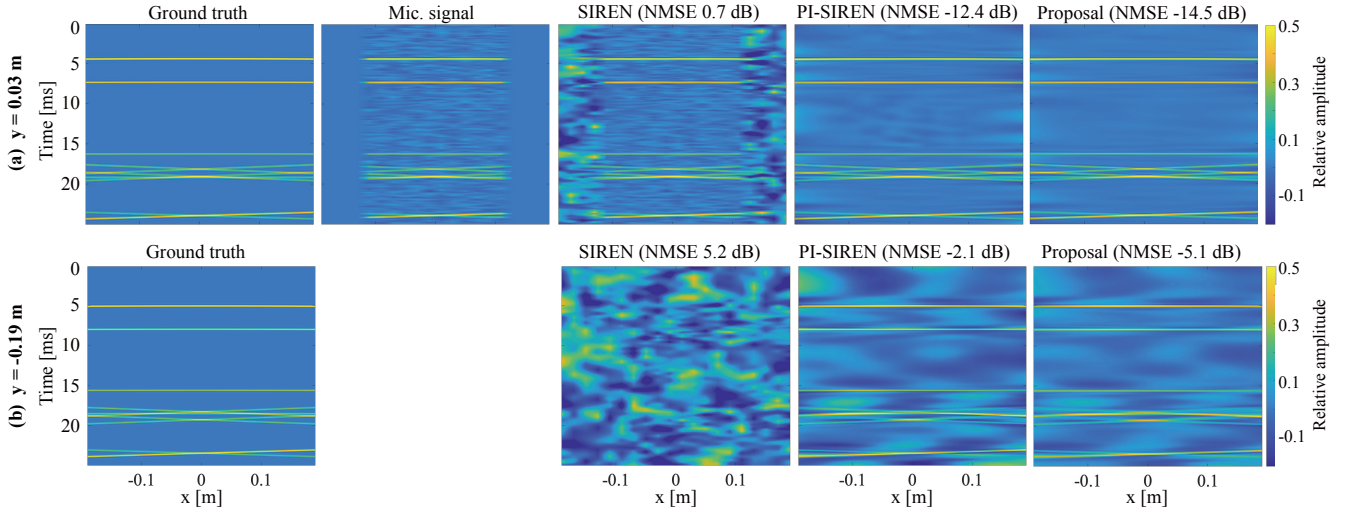 Ground truth
Mic. signal
SIREN (NMSE 0.7 dB)
PI-SIREN (NMSE -12.4 dB)
Proposal (NMSE -14.5 dB)
(a) y = 0.03 m
Time [ms]
0
5
10
15
20
0.5
0.3
0.1
-0.1
Relative amplitude
Ground truth
SIREN (NMSE 5.2 dB)
PI-SIREN (NMSE -2.1 dB)
Proposal (NMSE -5.1 dB)
(b) y = -0.19 m
Time [ms]
0
5
10
15
20
0.5
0.3
0.1
-0.1
Relative amplitude
-0.1 0 0.1
-0.1 0 0.1
-0.1 0 0.1
-0.1 0 0.1
x [m]
x [m]
x [m]
x [m]